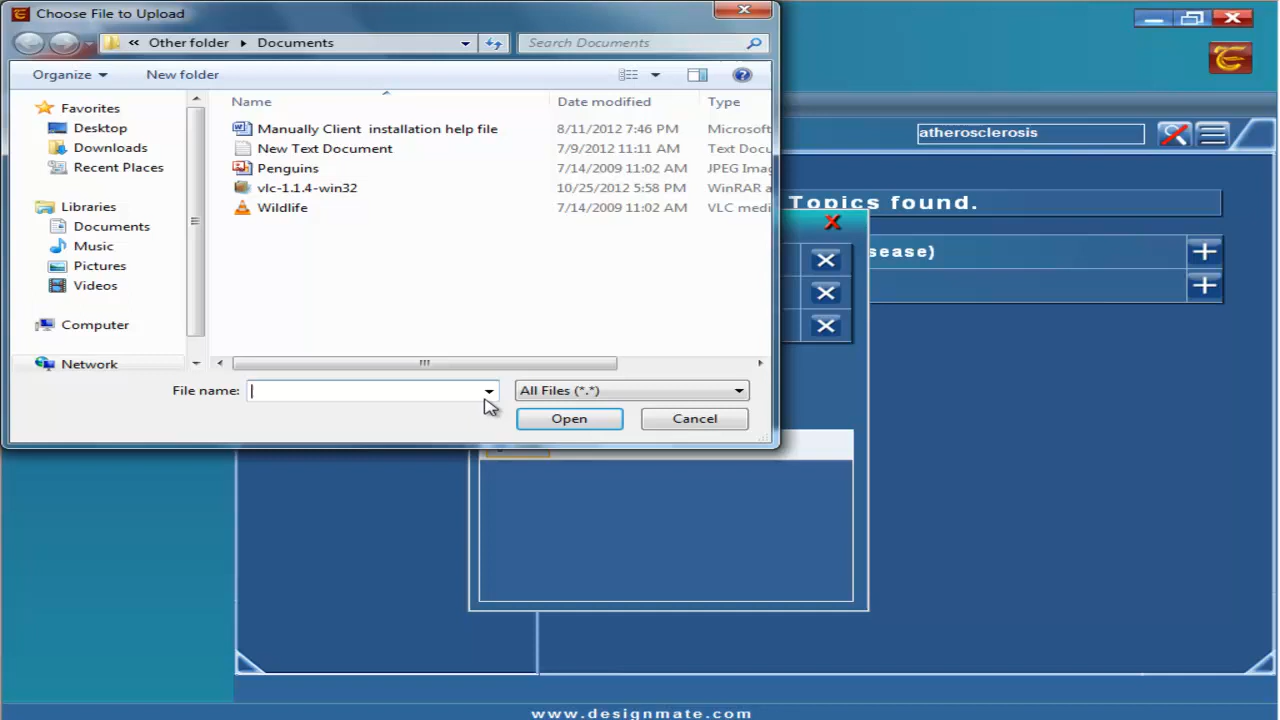 Choose File to Upload
« Other folder Documents
Search Documents
Organize New folder
Name Date modified Type
Favorites
Desktop
Downloads
Recent Places
Libraries
Documents
Music
Pictures
Videos
Computer
Network
Manually Client installation help file 8/11/2012 7:46 PM Microsoft
New Text Document 7/9/2012 11:11 AM Text Docu
Penguins 7/14/2009 11:02 AM JPEG Imag
vlc-1.1.4-win32 10/25/2012 5:58 PM WinRAR a
Wildlife 7/14/2009 11:02 AM VLC medi
File name: All Files (*.*)
Open Cancel
atherosclerosis
Topics found.
sease)
www.designmate.com